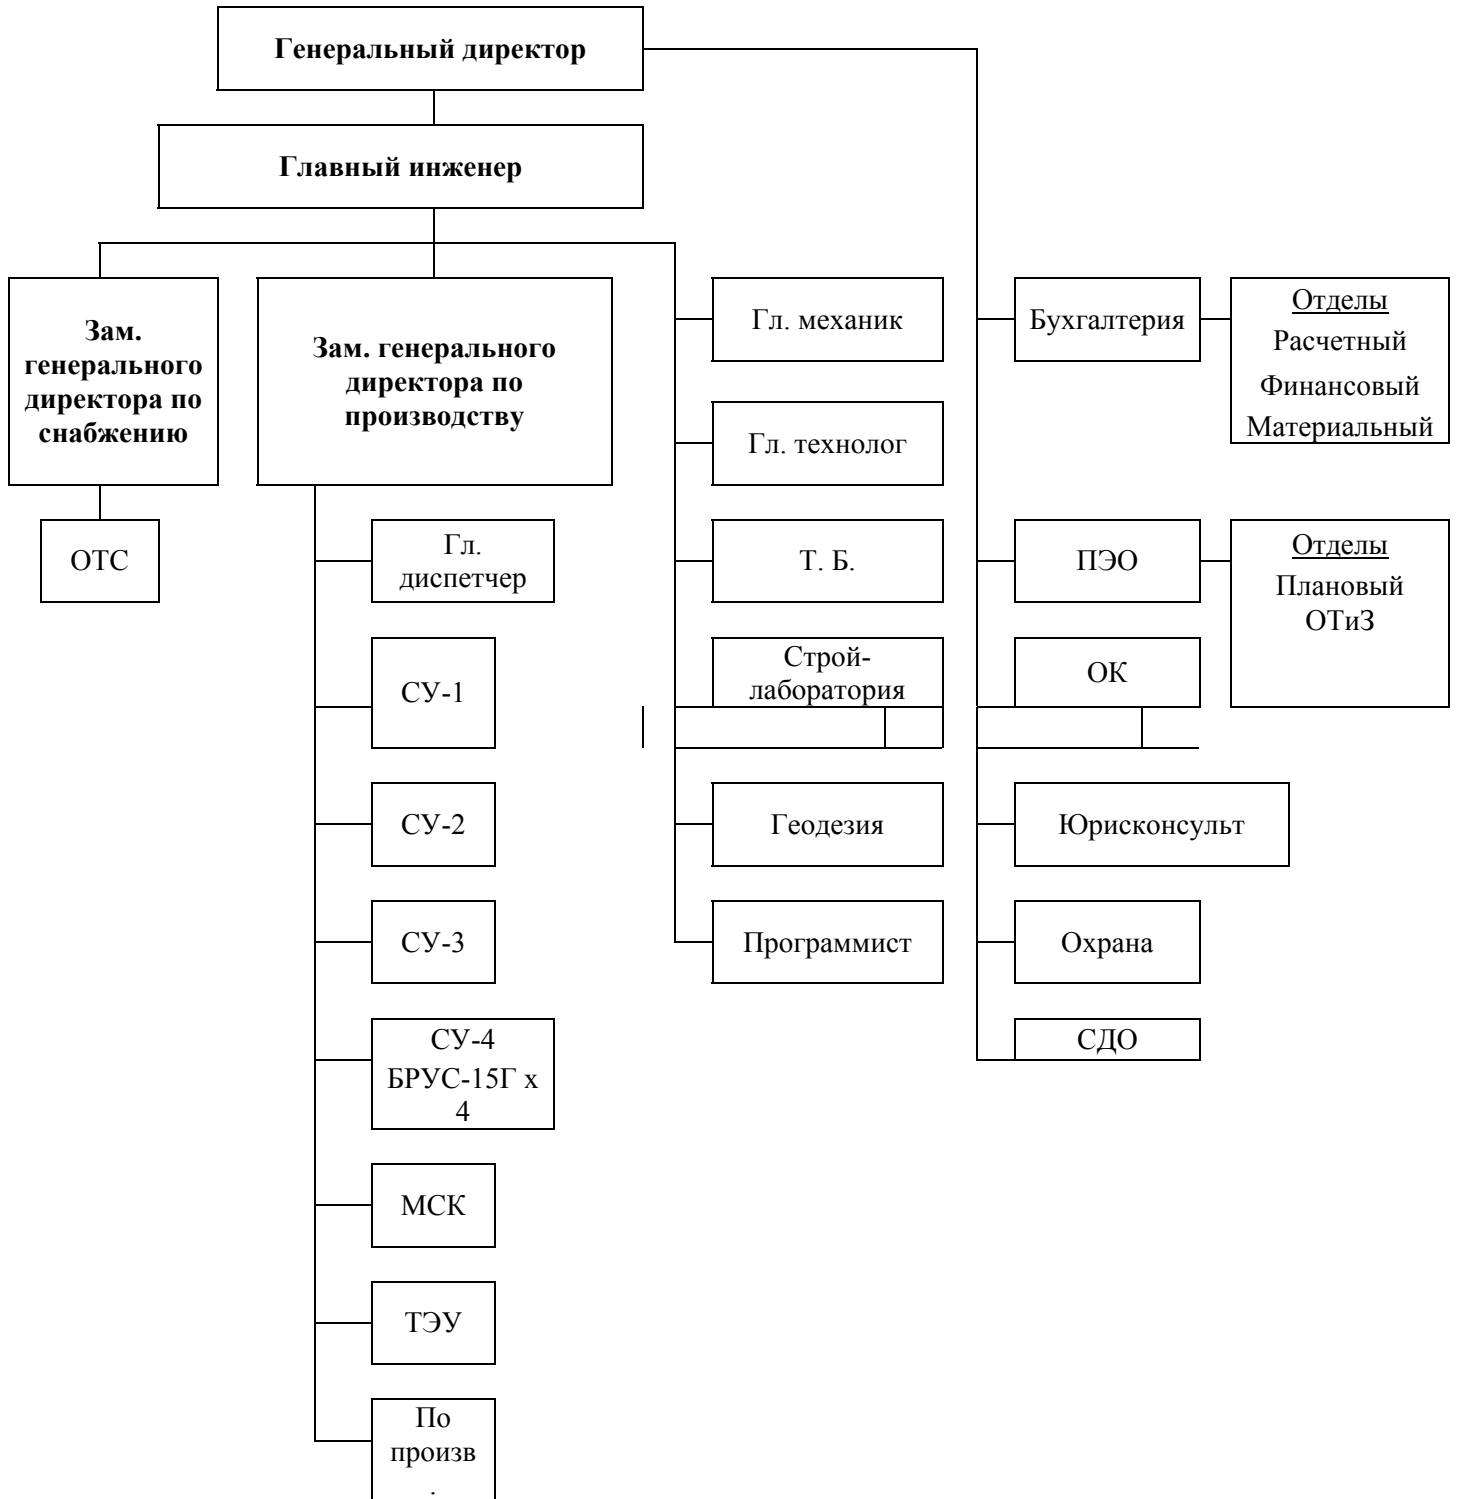 Генеральный директор
Главный инженер
Зам.
генерального
директора по
снабжению
Зам. генерального
директора по
производству
Гл. механик
Бухгалтерия
Отделы
Расчетный
Финансовый
Материальный
Гл. технолог
ОТС
Гл.
диспетчер
Т. Б.
ПЭО
Отделы
Плановый
ОТиЗ
СУ-1
Строй-
лаборатория
ОК
СУ-2
Геодезия
Юрисконсульт
СУ-3
Программист
Охрана
СУ-4
БРУС-15Г х
4
СДО
МСК
ТЭУ
По
произв
.